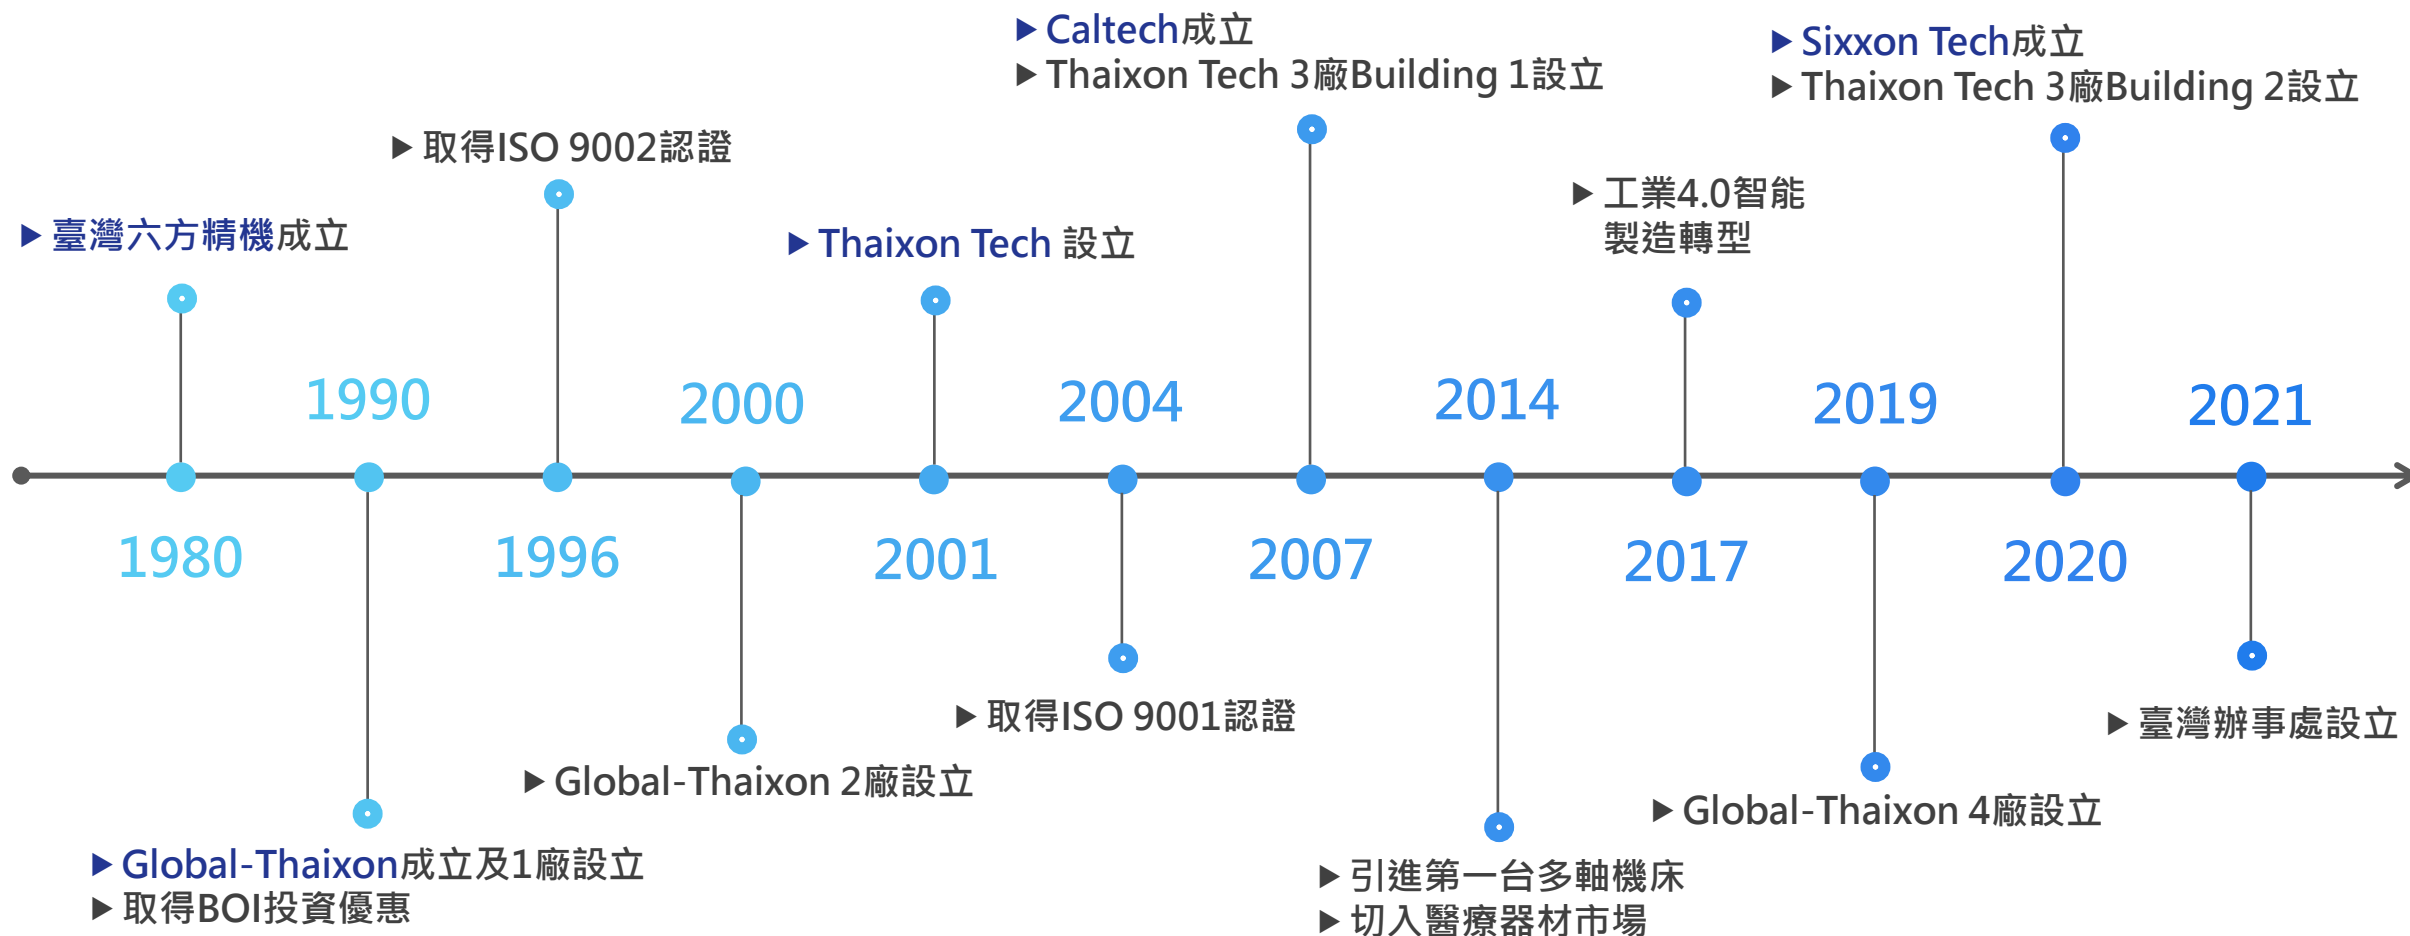 ▶ Caltech成立
▶ Thaixon Tech 3廠Building 1設立
▶ Sixxon Tech成立
▶ Thaixon Tech 3廠Building 2設立
▶ 取得ISO 9002認證
▶ 工業4.0智能
製造轉型
▶ 臺灣六方精機成立
▶ Thaixon Tech 設立
1990
2000
2004
2014
2019
2021
1980
1996
2001
2007
2017
2020
▶ 取得ISO 9001認證
▶ 臺灣辦事處設立
▶ Global-Thaixon 2廠設立
▶ Global-Thaixon 4廠設立
▶ Global-Thaixon成立及1廠設立
▶ 取得BOI投資優惠
▶ 引進第一台多軸機床
▶ 切入醫療器材市場